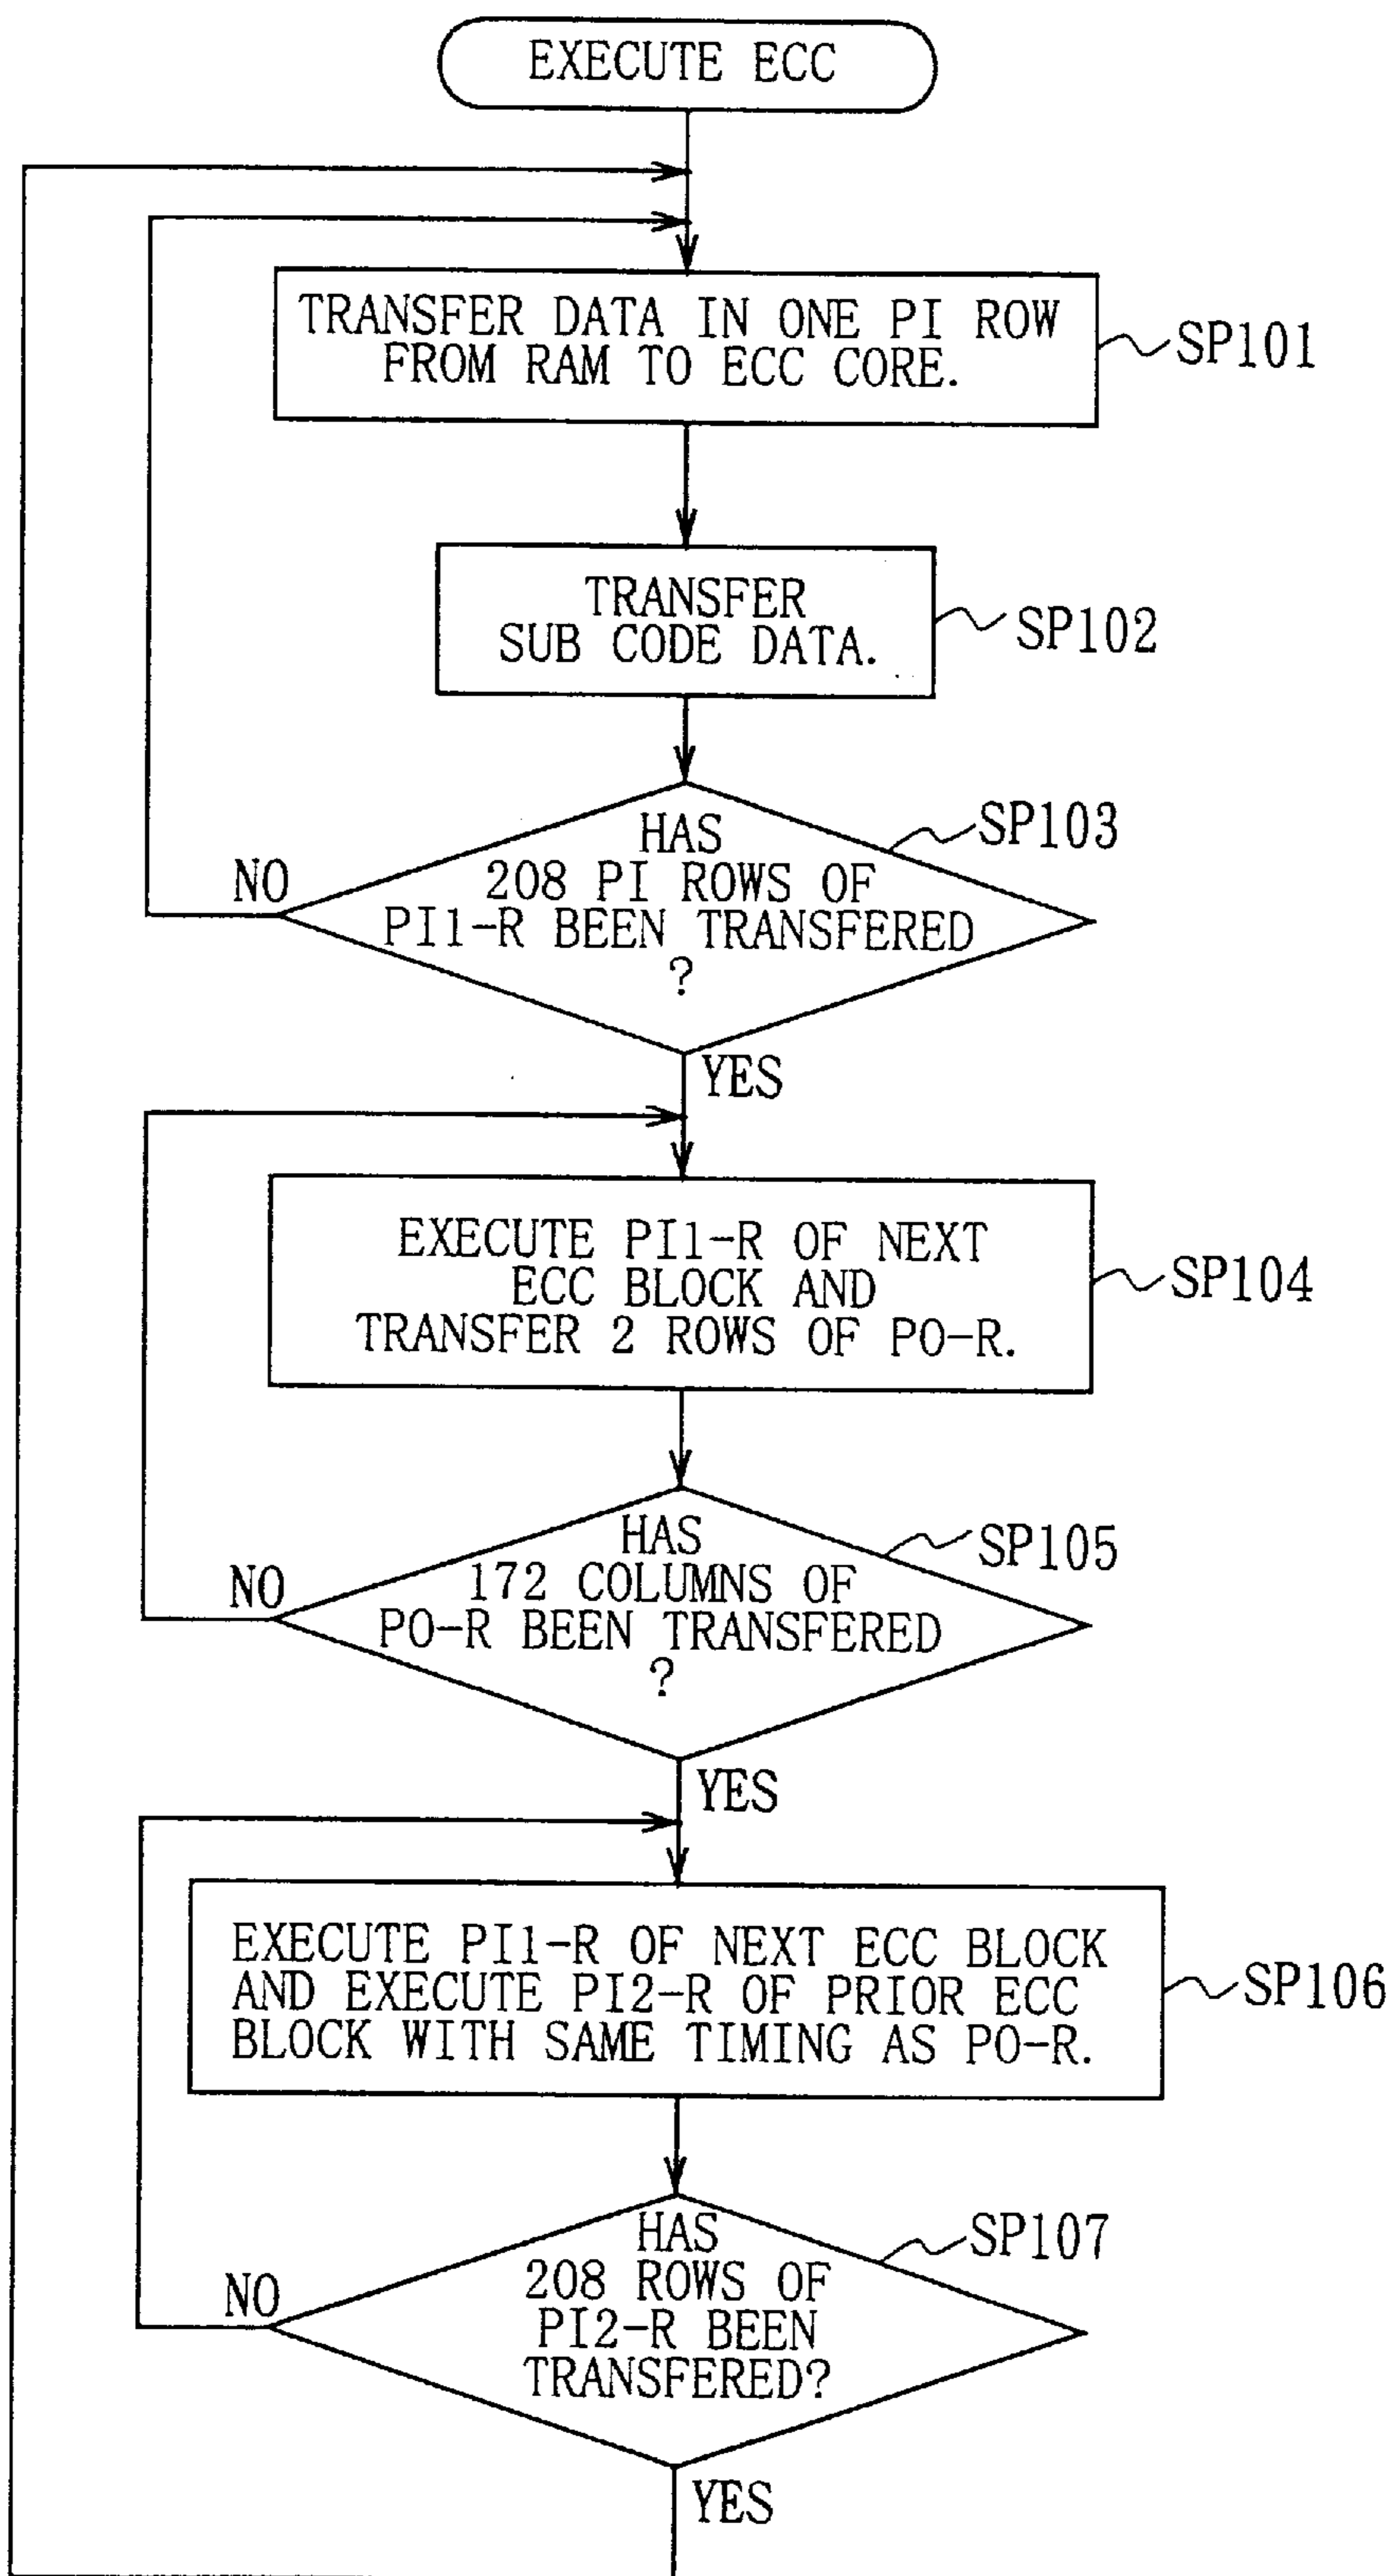 EXECUTE ECC
TRANSFER DATA IN ONE PI ROW
FROM RAM TO ECC CORE.
SP101
TRANSFER
SUB CODE DATA.
SP102
HAS
208 PI ROWS OF
PI1-R BEEN TRANSFERED
?
SP103
NO
YES
EXECUTE PI1-R OF NEXT
ECC BLOCK AND
TRANSFER 2 ROWS OF PO-R.
SP104
HAS
172 COLUMNS OF
PO-R BEEN TRANSFERED
?
SP105
NO
YES
EXECUTE PI1-R OF NEXT ECC BLOCK
AND EXECUTE PI2-R OF PRIOR ECC
BLOCK WITH SAME TIMING AS PO-R.
SP106
HAS
208 ROWS OF
PI2-R BEEN
TRANSFERED?
SP107
NO
YES